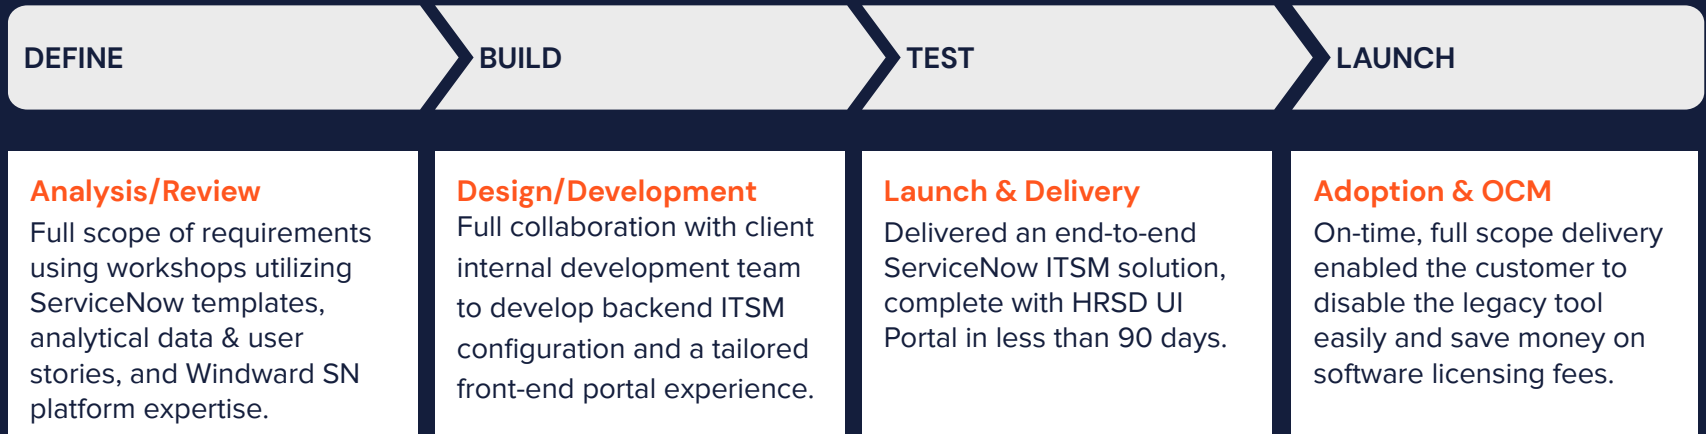 DEFINE
BUILD
TEST
LAUNCH
Analysis/Review
Full scope of requirements
using workshops utilizing
ServiceNow templates,
analytical data & user
stories, and Windward SN
platform expertise.
Design/Development
Full collaboration with client
internal development team
to develop backend ITSM
configuration and a tailored
front-end portal experience.
Launch & Delivery
Delivered an end-to-end
ServiceNow ITSM solution,
complete with HRSD UI
Portal in less than 90 days.
Adoption & OCM
On-time, full scope delivery
enabled the customer to
disable the legacy tool
easily and save money on
software licensing fees.